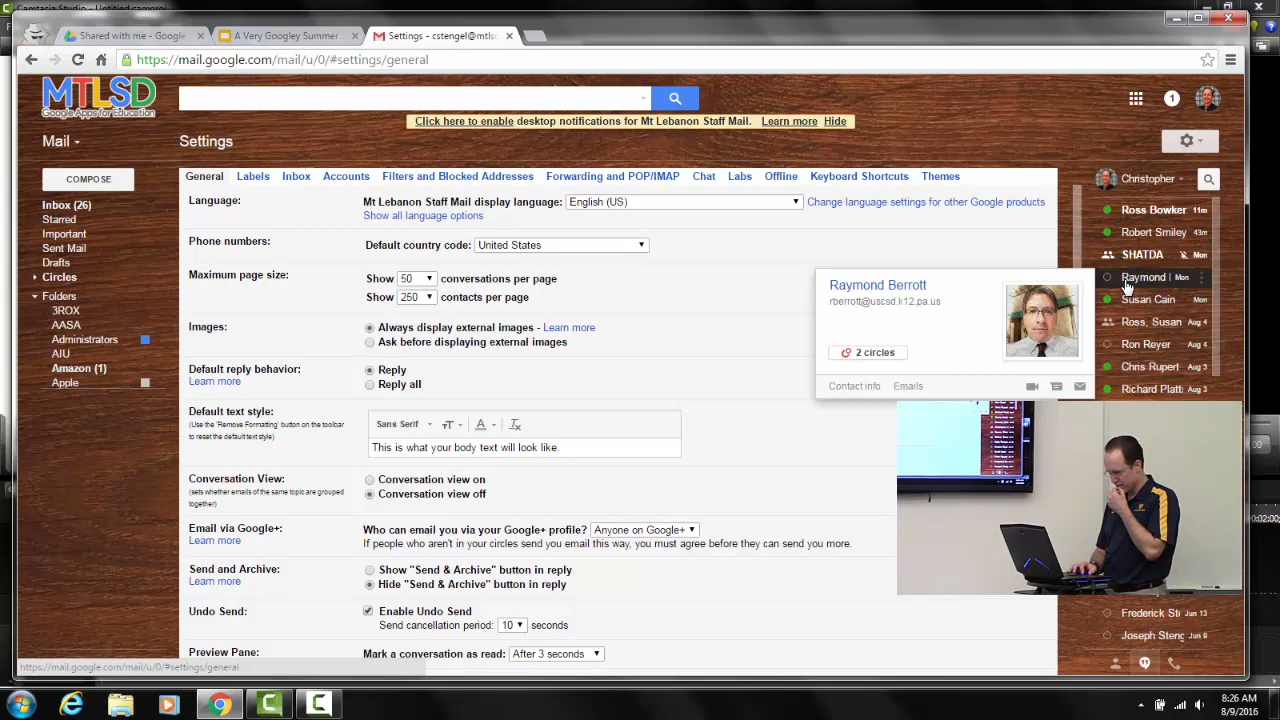 Camtasia Studio - Untitled.camproj
Shared with me - Google
A Very Googley Summer
Settings - cstengel@mtlsd
https://mail.google.com/mail/u/0/#settings/general
MTLSD
Google Apps for Education
Click here to enable desktop notifications for Mt Lebanon Staff Mail. Learn more Hide
1
Mail
Settings
COMPOSE
General Labels Inbox Accounts Filters and Blocked Addresses Forwarding and POP/IMAP Chat Labs Offline Keyboard Shortcuts Themes
Christopher
Inbox (26)
Starred
Important
Sent Mail
Drafts
Circles
Folders
3ROX
AASA
Administrators
AIU
Amazon (1)
Apple
Language:
Mt Lebanon Staff Mail display language: English (US) Change language settings for other Google products
Show all language options
Phone numbers:
Default country code: United States
Maximum page size:
Show 50 conversations per page
Show 250 contacts per page
Images:
Always display external images - Learn more
Ask before displaying external images
Default reply behavior:
Learn more
Reply
Reply all
Default text style:
(Use the 'Remove Formatting' button on the toolbar
to reset the default text style)
Sans Serif
This is what your body text will look like.
Conversation View:
(sets whether emails of the same topic are grouped
together)
Conversation view on
Conversation view off
Email via Google+:
Learn more
Who can email you via your Google+ profile? Anyone on Google+
If people who aren't in your circles send you email this way, you must agree before they can send you more.
Send and Archive:
Learn more
Show "Send & Archive" button in reply
Hide "Send & Archive" button in reply
Undo Send:
Enable Undo Send
Send cancellation period: 10 seconds
Preview Pane:
Mark a conversation as read: After 3 seconds
Raymond Berrott
rberrott@uscsd.k12.pa.us
2 circles
Contact info Emails
Ross Bowker 11m
Robert Smiley 43m
SHATDA Mon
Raymond Mon
Susan Cain Mon
Ross, Susan Aug 4
Ron Reyer Aug 4
Chris Rupert Aug 3
Richard Platt Aug 3
Frederick Jun 13
Joseph Steng Jun 9
https://mail.google.com/mail/u/0/#settings/general
8:26 AM
8/9/2016